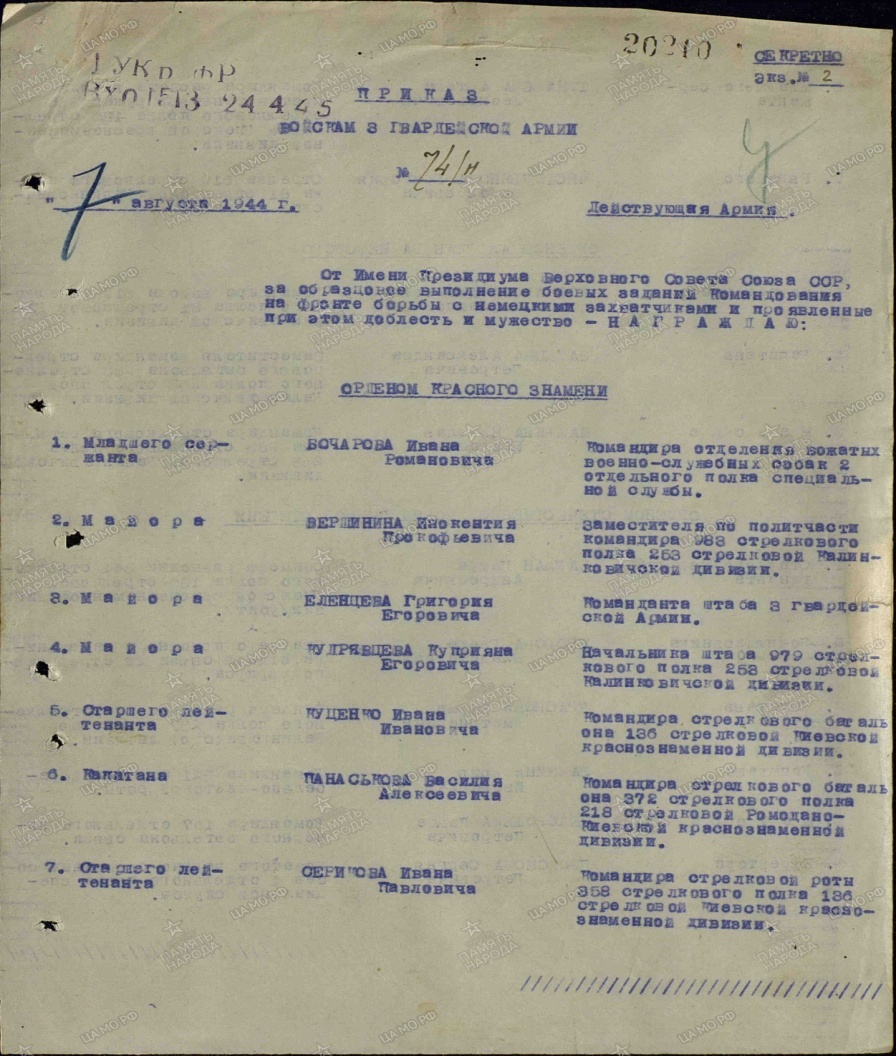 20210
СЕКРЕТНО
экз.№ 2
ГУКр ФР
ВХ01513 24 4 45
ПРИКАЗ
ВОЙСКАМ 3 ГВАРДЕЙСКОЙ АРМИИ
№ 74/н
"7" августа 1944 г.
Действующая Армия.
От Имени Президиума Верховного Совета Союза ССР,
за образцовое выполнение боевых заданий Командования
на фронте борьбы с немецкими захватчиками и проявленные
при этом доблесть и мужество – Н А Г Р А Ж Д А Ю:
ОРДЕНОМ КРАСНОГО ЗНАМЕНИ
1. Младшего сер-
жанта
БОЧАРОВА Ивана
Романовича
Командира отделения вожатых
военно-служебных собак 2
отдельного полка специаль-
ной службы.
2. М а й о р а
ВЕРШИНИНА Инокентия
Прокофьевича
Заместителя по политчасти
командира 983 стрелкового
полка 253 стрелковой Калин-
ковичской дивизии.
3. М а й о р а
ЕЛЕНЦЕВА Григория
Егоровича
Коменданта штаба 3 гвардей-
ской Армии.
4. М а й о р а
КУДРЯВЦЕВА Куприяна
Егоровича
Начальника штаба 979 стрел-
кового полка 253 стрелковой
Калинковичской дивизии.
5. Старшего лей-
тенанта
КУЦЕНКО Ивана
Ивановича
Командира стрелкового баталь
она 136 стрелковой Киевской
краснознаменной дивизии.
6. Капитана
ПАНАСЬКОВА Василия
Алексеевича
Командира стрелкового баталь
она 372 стрелкового полка
218 стрелковой Ромодано-
Киевской краснознаменной
дивизии.
7. Старшего лей-
тенанта
СЕРИКОВА Ивана
Павловича
Командира стрелковой роты
358 стрелкового полка 136
стрелковой Киевской красно-
знаменной дивизии.